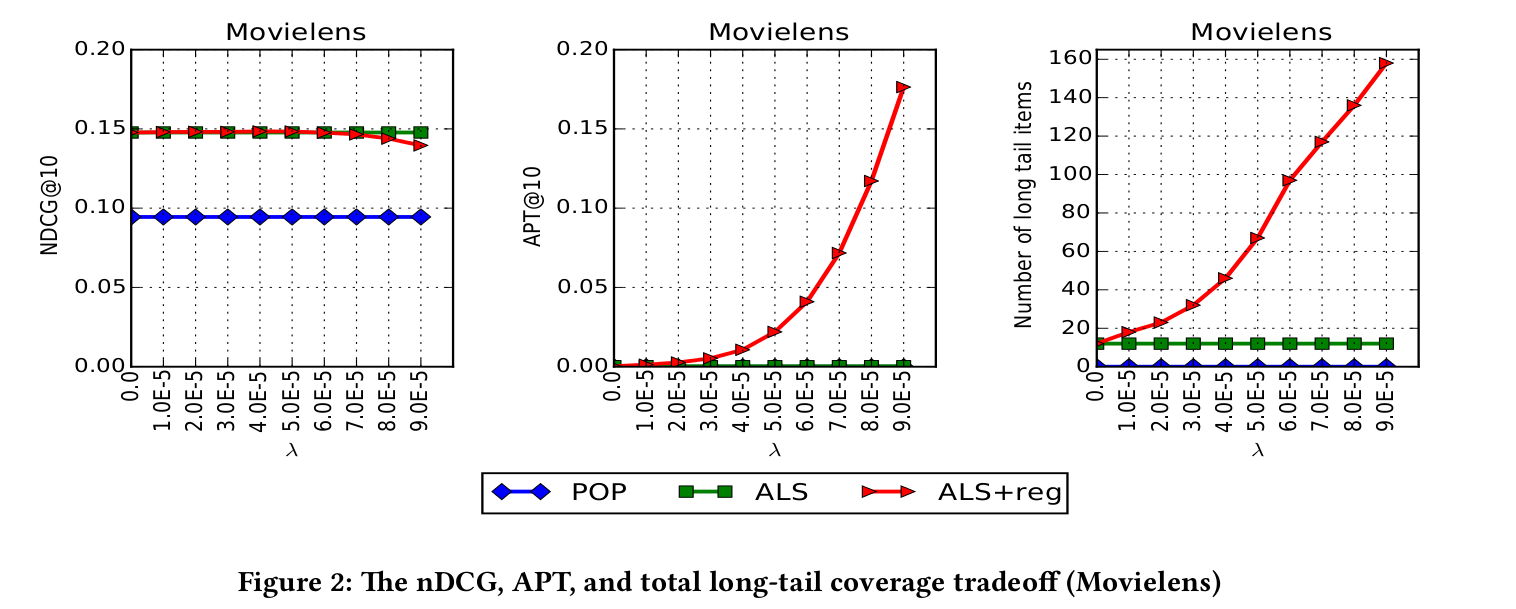 Movielens
NDCG@10
0.20
0.15
0.10
0.05
0.00
0.0
1.0E-5
2.0E-5
3.0E-5
4.0E-5
5.0E-5
6.0E-5
7.0E-5
8.0E-5
9.0E-5
λ
Movielens
APT@10
0.20
0.15
0.10
0.05
0.00
0.0
1.0E-5
2.0E-5
3.0E-5
4.0E-5
5.0E-5
6.0E-5
7.0E-5
8.0E-5
9.0E-5
λ
Movielens
Number of long tail items
160
140
120
100
80
60
40
20
0
0.0
1.0E-5
2.0E-5
3.0E-5
4.0E-5
5.0E-5
6.0E-5
7.0E-5
8.0E-5
9.0E-5
λ
POP ALS ALS+reg
Figure 2: The nDCG, APT, and total long-tail coverage tradeoff (Movielens)